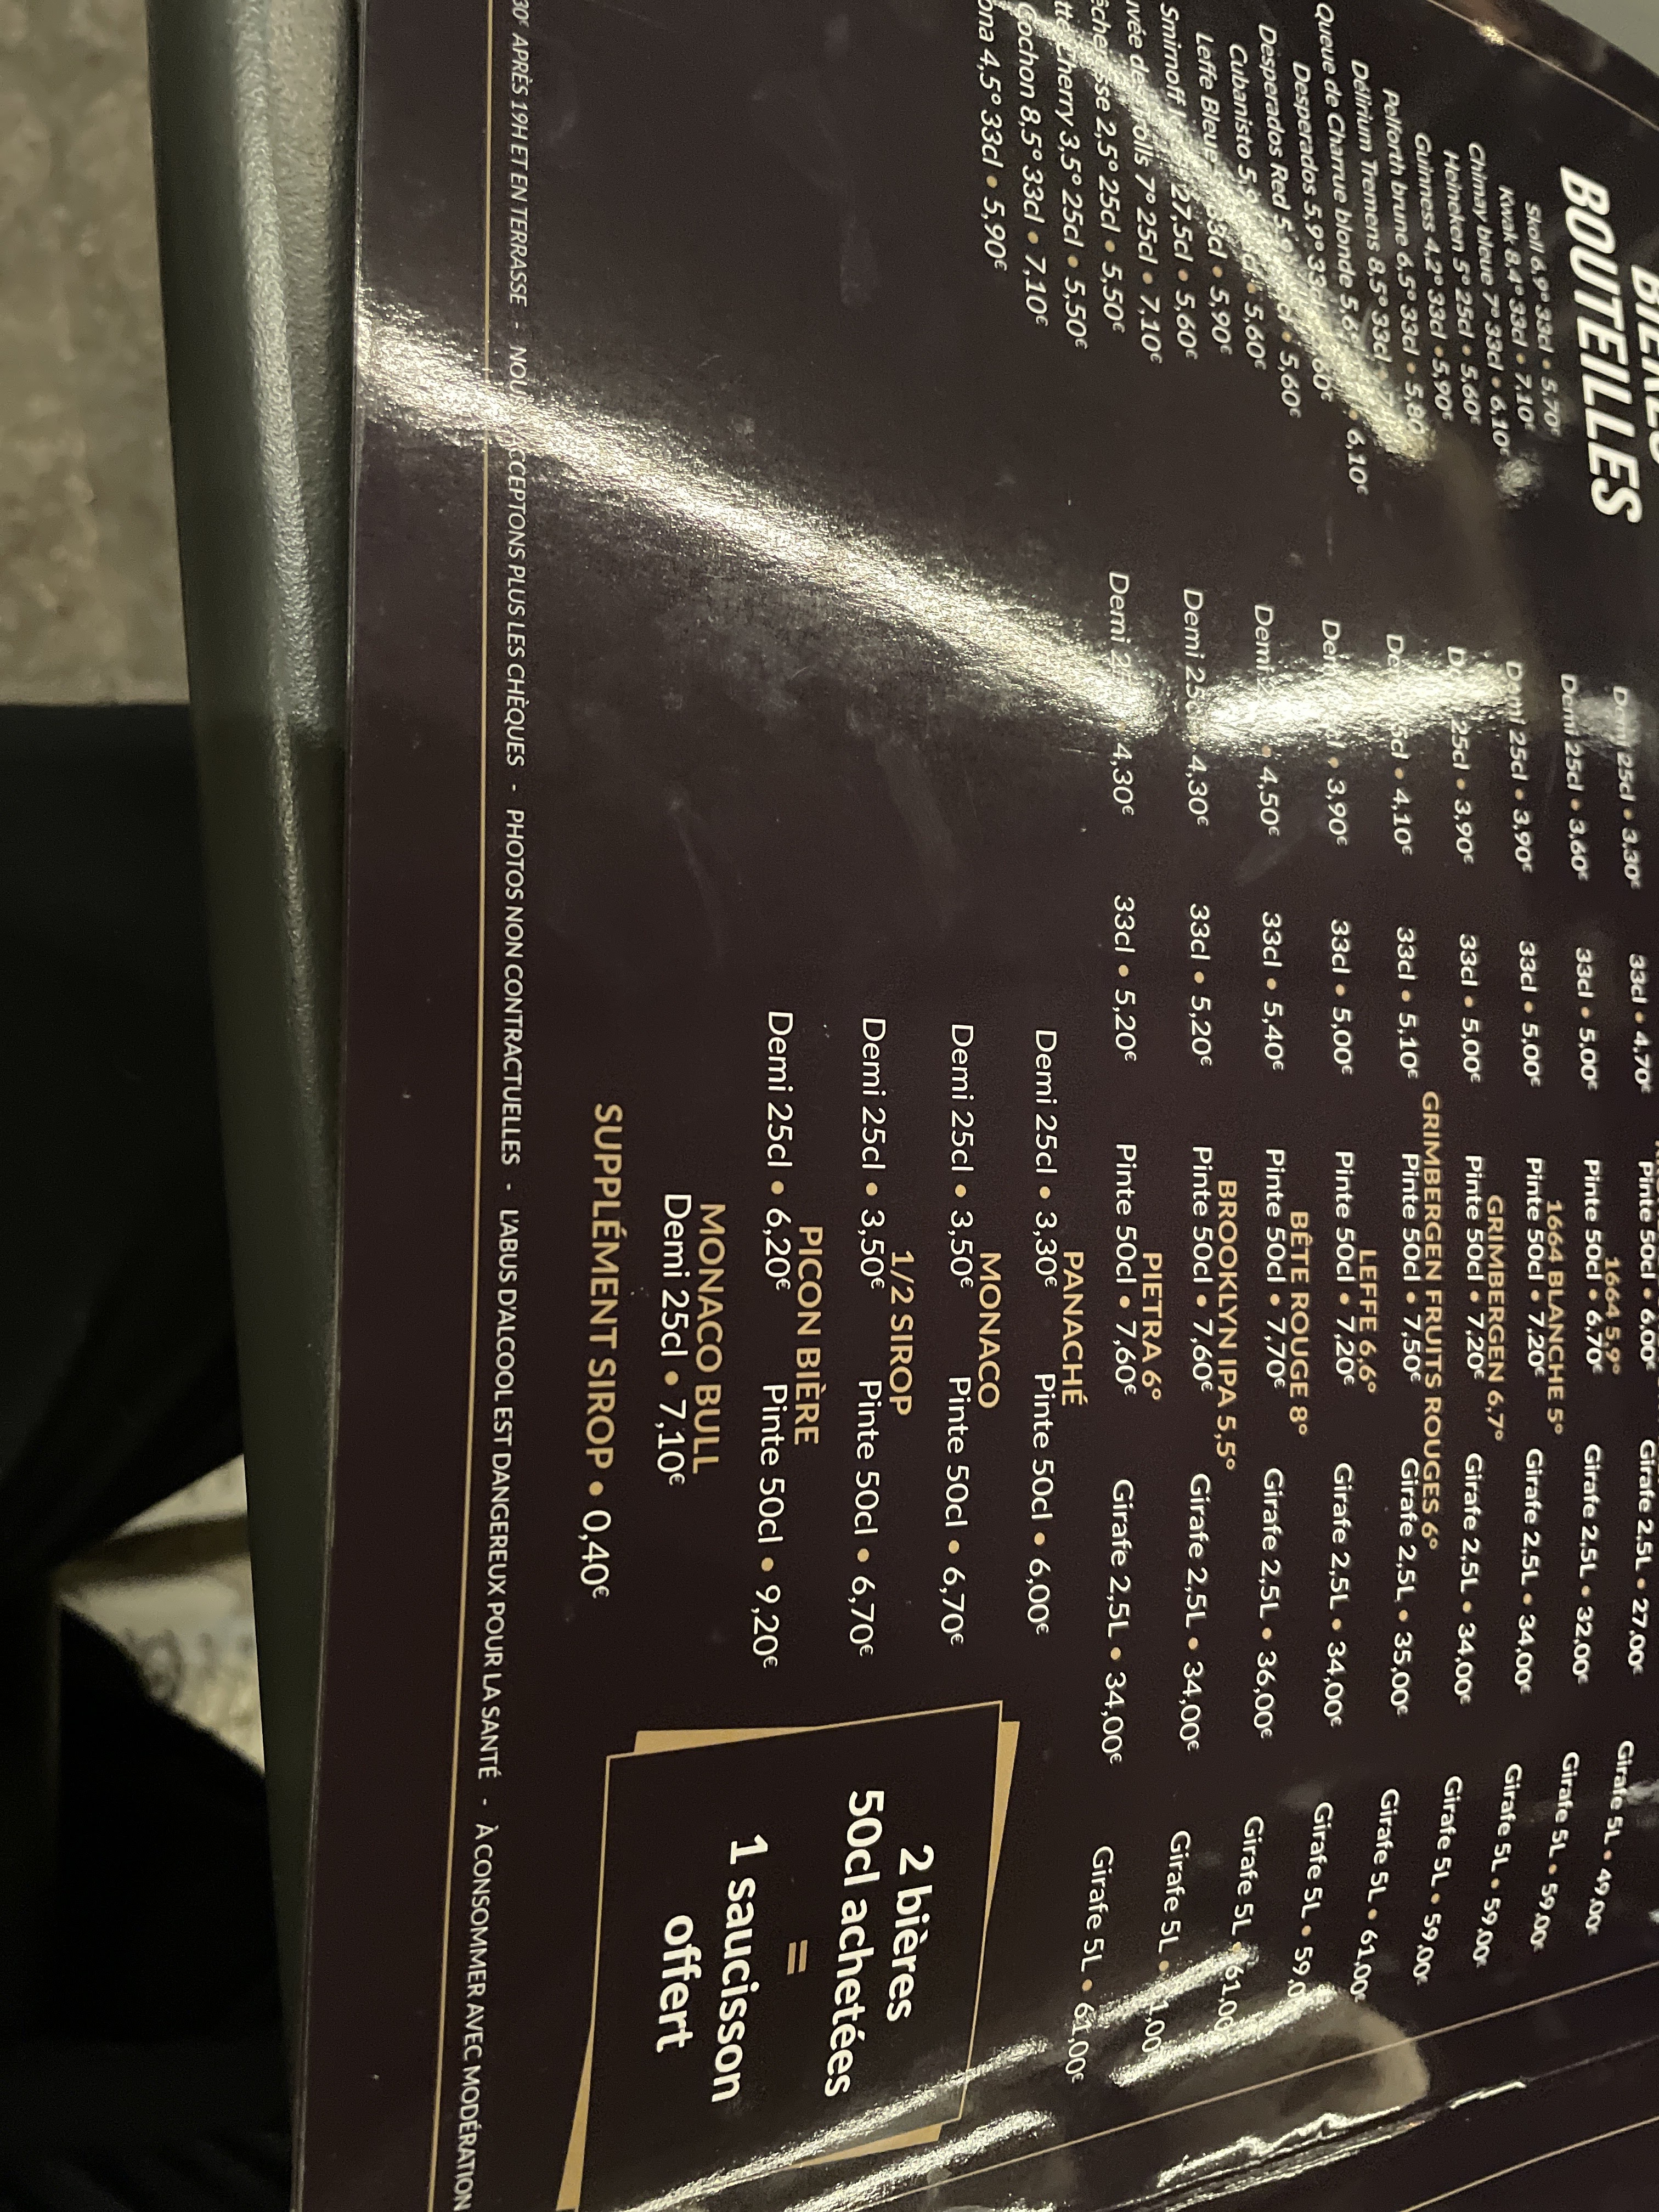 BOUTEILLES
Skoll 6,9° 33cl • 5,70€
Kwak 8,4° 33cl • 7,10€
Chimay bleue 7° 33cl • 6,10€
Heineken 5° 25cl • 5,60€
Guinness 4,2° 33cl • 5,90€
Pelforth brune 6,5° 33cl • 5,80€
Délirium Tremens 8,5° 33cl
Queue de Charrue blonde 5,6° • 6,10€
Desperados 5,9° 33 ,60€
Desperados Red 5,9° • 5,60€
Cubanisto 5,9° • 5,60€
Leffe Bleue 33cl • 5,90€
Smirnoff 27,5cl • 5,60€
Trolls 7° 25cl • 7,10€
2,5° 25cl • 5,50€
Cherry 3,5° 25cl • 5,50€
Cochon 8,5° 33cl • 7,10€
4,5° 33cl • 5,90€
Demi 25cl • 3,30€ 33cl • 4,70€ Pinte 50cl • 6,00€ Girafe 2,5L • 27,00€ Girafe 5L • 49,00€
1664 5,9°
Demi 25cl • 3,60€ 33cl • 5,00€ Pinte 50cl • 6,70€ Girafe 2,5L • 32,00€ Girafe 5L • 59,00€
1664 BLANCHE 5°
Demi 25cl • 3,90€ 33cl • 5,00€ Pinte 50cl • 7,20€ Girafe 2,5L • 34,00€ Girafe 5L • 59,00€
GRIMBERGEN 6,7°
25cl • 3,90€ 33cl • 5,00€ Pinte 50cl • 7,20€ Girafe 2,5L • 34,00€ Girafe 5L • 59,00€
GRIMBERGEN FRUITS ROUGES 6°
cl • 4,10€ 33cl • 5,10€ Pinte 50cl • 7,50€ Girafe 2,5L • 35,00€ Girafe 5L • 61,00€
LEFFE 6,6°
• 3,90€ 33cl • 5,00€ Pinte 50cl • 7,20€ Girafe 2,5L • 34,00€ Girafe 5L • 59,0
BÊTE ROUGE 8°
Demi • 4,50€ 33cl • 5,40€ Pinte 50cl • 7,70€ Girafe 2,5L • 36,00€ Girafe 5L • 61,00
BROOKLYN IPA 5,5°
Demi 25c • 4,30€ 33cl • 5,20€ Pinte 50cl • 7,60€ Girafe 2,5L • 34,00€ Girafe 5L • 1,00
PIETRA 6°
Demi 2 4,30€ 33cl • 5,20€ Pinte 50cl • 7,60€ Girafe 2,5L • 34,00€ Girafe 5L • 61,00€
PANACHÉ
Demi 25cl • 3,30€ Pinte 50cl • 6,00€
MONACO
Demi 25cl • 3,50€ Pinte 50cl • 6,70€
1/2 SIROP
Demi 25cl • 3,50€ Pinte 50cl • 6,70€
PICON BIÈRE
Demi 25cl • 6,20€ Pinte 50cl • 9,20€
MONACO BULL
Demi 25cl • 7,10€
SUPPLÉMENT SIROP • 0,40€
2 bières
50cl achetées
=
1 saucisson
offert
30€ APRÈS 19H ET EN TERRASSE - NOUS N'ACCEPTONS PLUS LES CHÈQUES - PHOTOS NON CONTRACTUELLES - L'ABUS D'ALCOOL EST DANGEREUX POUR LA SANTÉ - À CONSOMMER AVEC MODÉRATION